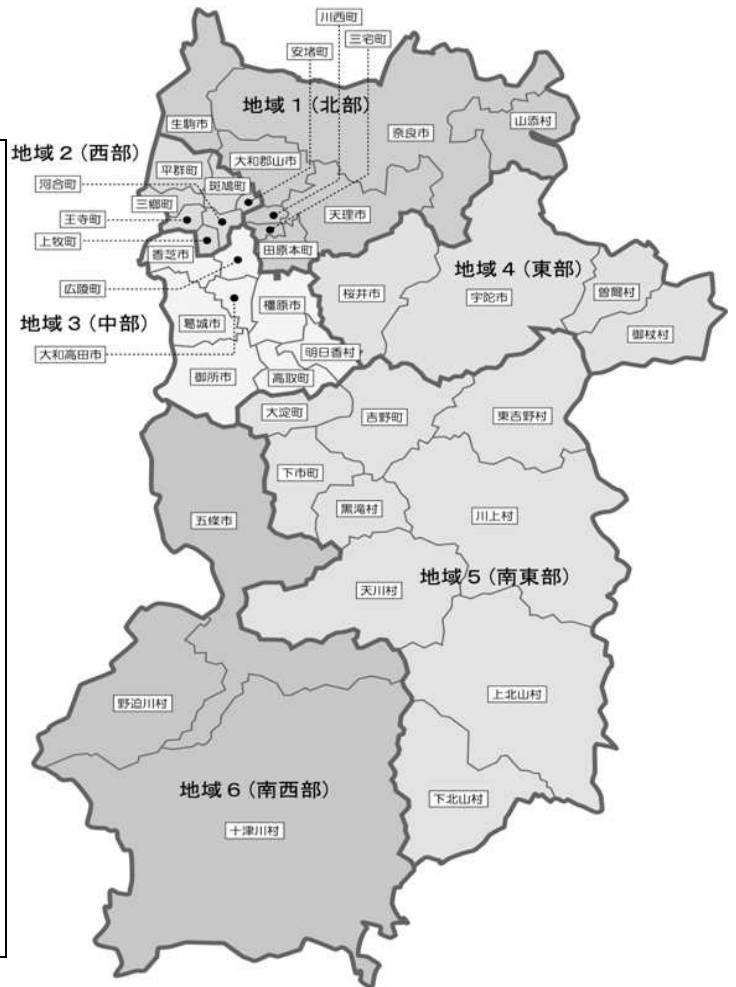 川西町
三宅町
安堵町
地域1(北部)
生駒市
奈良市
山添村
地域2(西部)
大和郡山市
平群町
河合町
斑鳩町
三郷町
王寺町
天理市
上牧町
香芝市
田原本町
地域4(東部)
広陵町
桜井市
宇陀市
曽爾村
橿原市
地域3(中部)
葛城市
御杖村
大和高田市
明日香村
御所市
高取町
大淀町
吉野町
東吉野村
下市町
黒滝村
川上村
五條市
地域5(南東部)
天川村
上北山村
野迫川村
地域6(南西部)
下北山村
十津川村